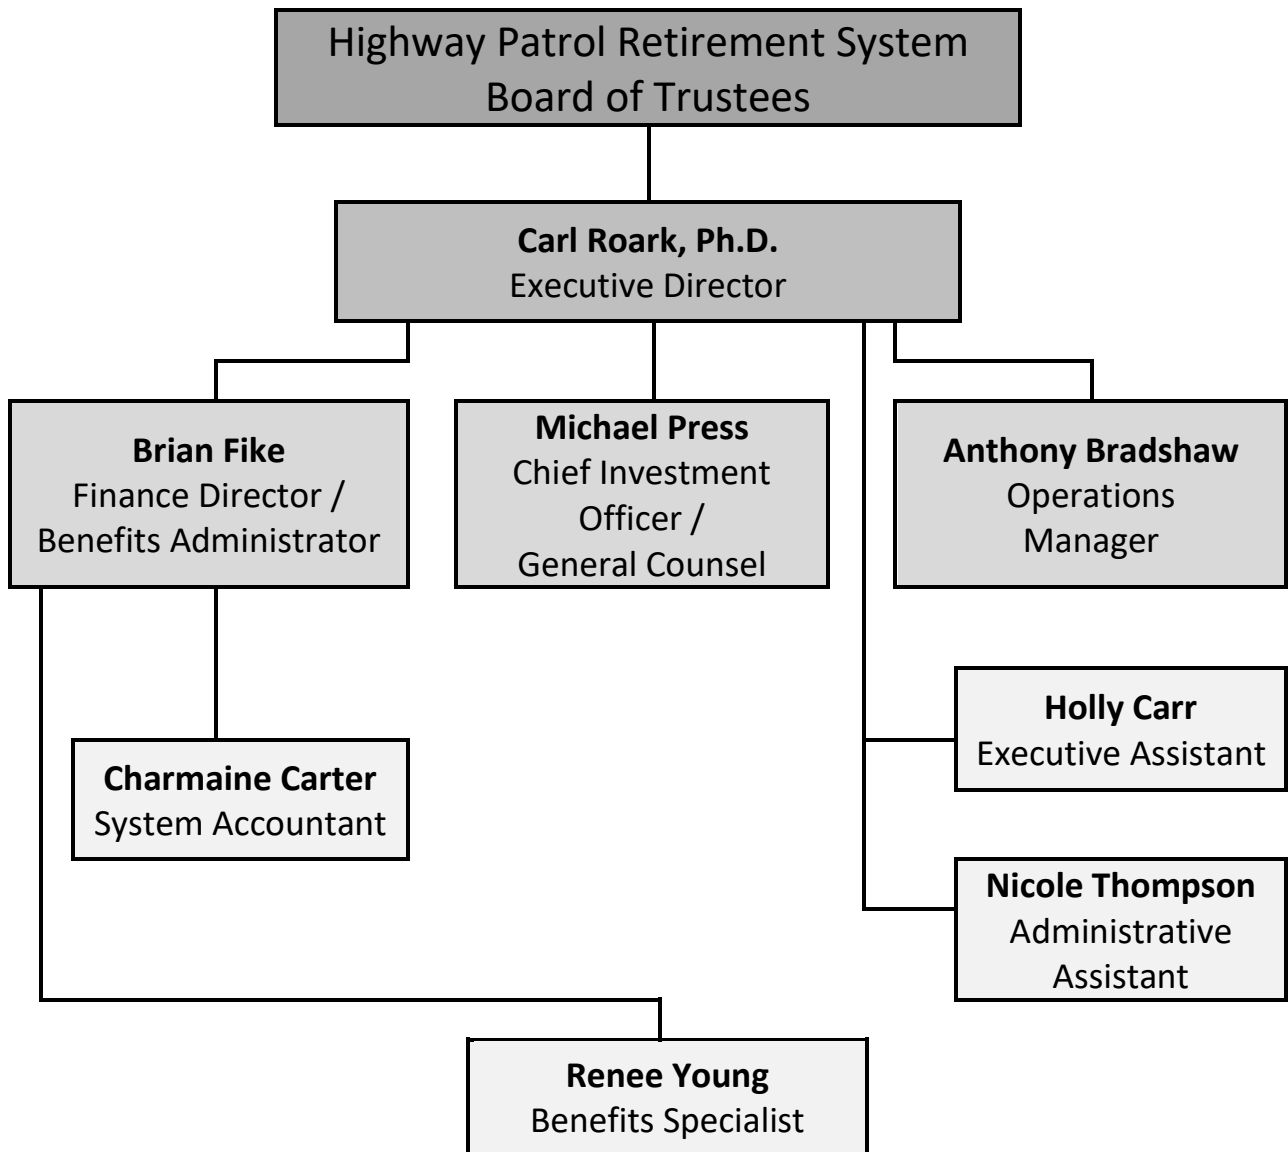 Highway Patrol Retirement System
Board of Trustees
Carl Roark, Ph.D.
Executive Director
Brian Fike
Finance Director /
Benefits Administrator
Michael Press
Chief Investment
Officer /
General Counsel
Anthony Bradshaw
Operations
Manager
Holly Carr
Executive Assistant
Charmaine Carter
System Accountant
Nicole Thompson
Administrative
Assistant
Renee Young
Benefits Specialist